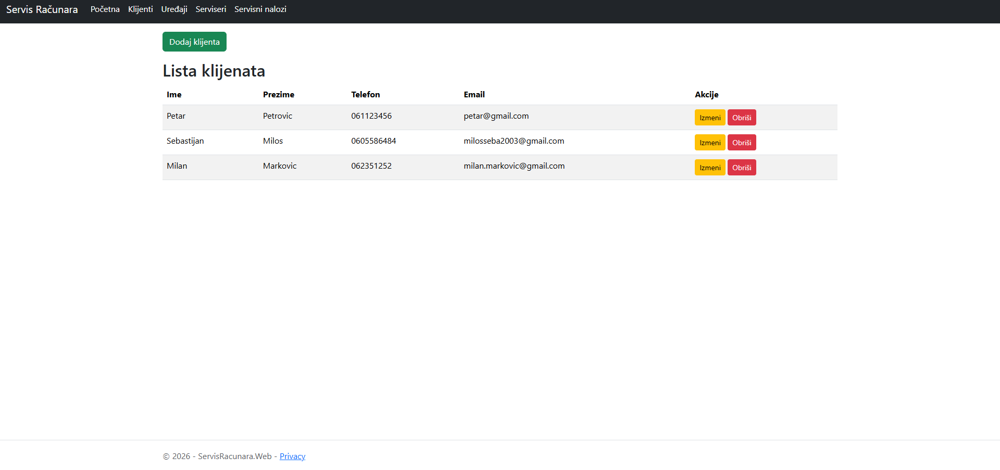 Servis Računara Početna Klijenti Uređaji Serviseri Servisni nalozi
Dodaj klijenta
Lista klijenata
Ime Prezime Telefon Email Akcije
Petar Petrovic 061123456 petar@gmail.com Izmeni Obriši
Sebastijan Milos 0605586484 milosseba2003@gmail.com Izmeni Obriši
Milan Markovic 062351252 milan.markovic@gmail.com Izmeni Obriši
© 2026 - ServisRacunara.Web - Privacy